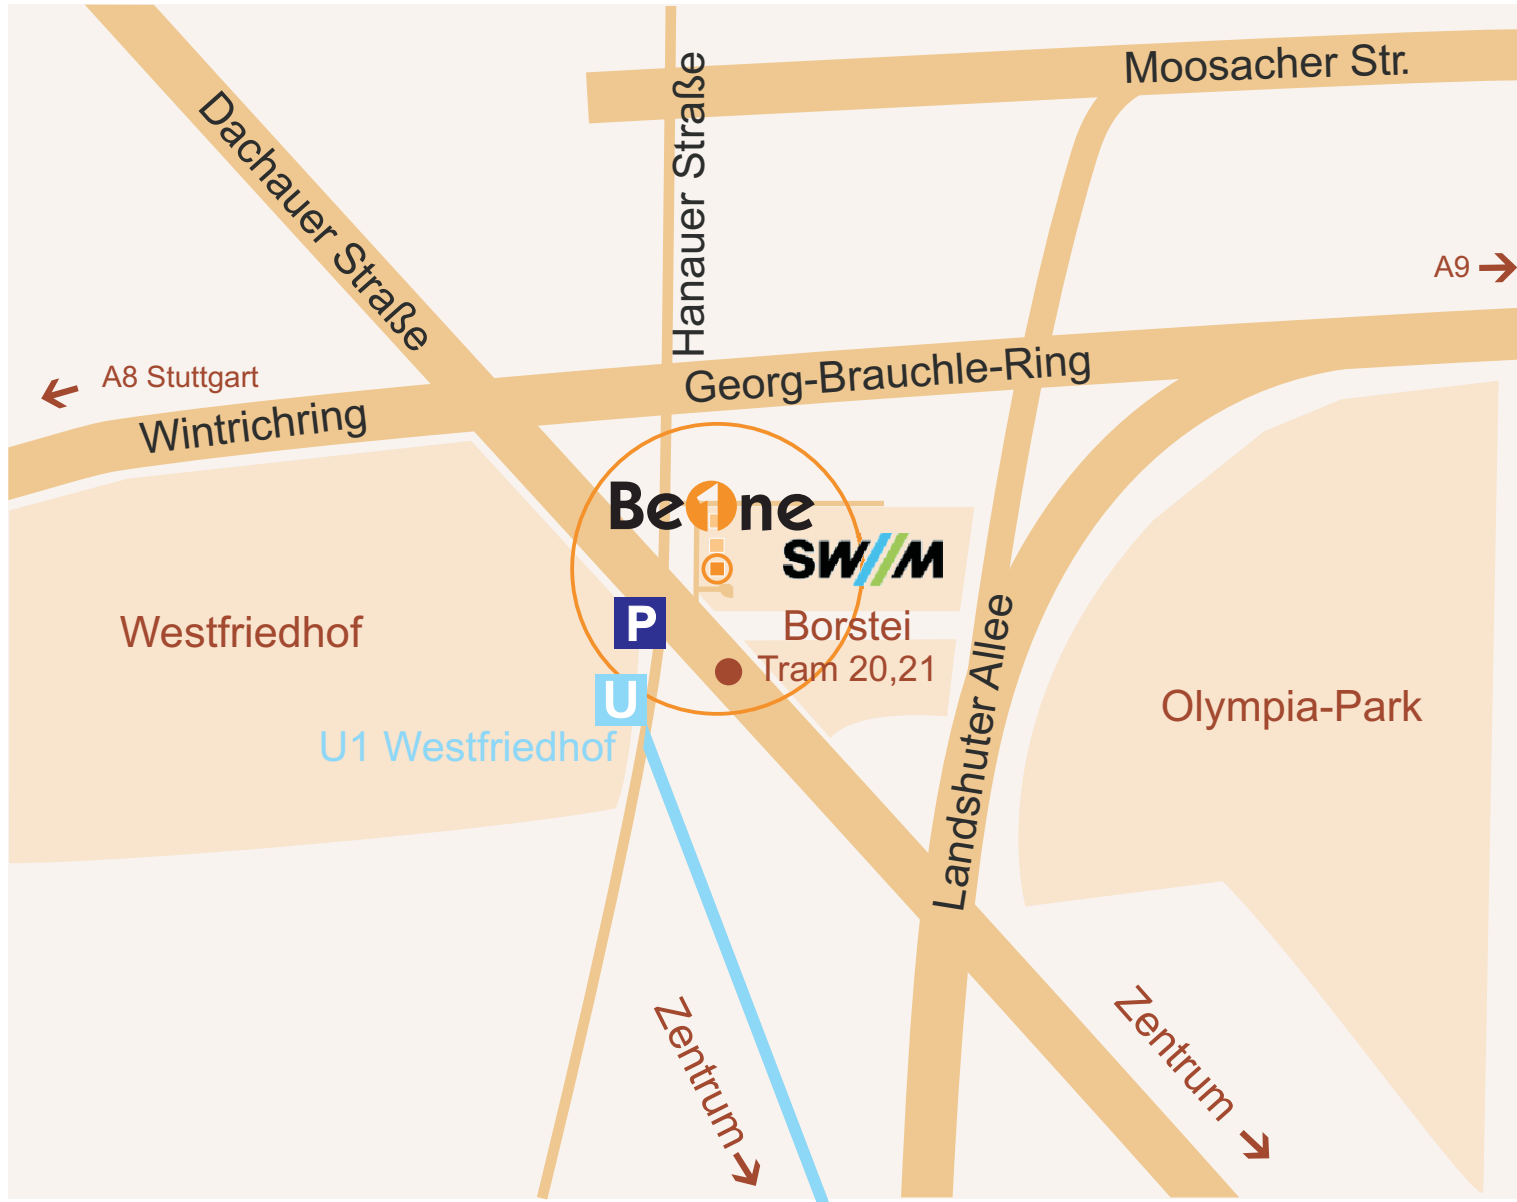 Moosacher Str.
Hanauer Straße
Dachauer Straße
A9
A8 Stuttgart
Georg-Brauchle-Ring
Wintrichring
Be1ne
SWM
P
Borstei
Westfriedhof
Tram 20,21
U
Landshuter Allee
Olympia-Park
U1 Westfriedhof
Zentrum
Zentrum